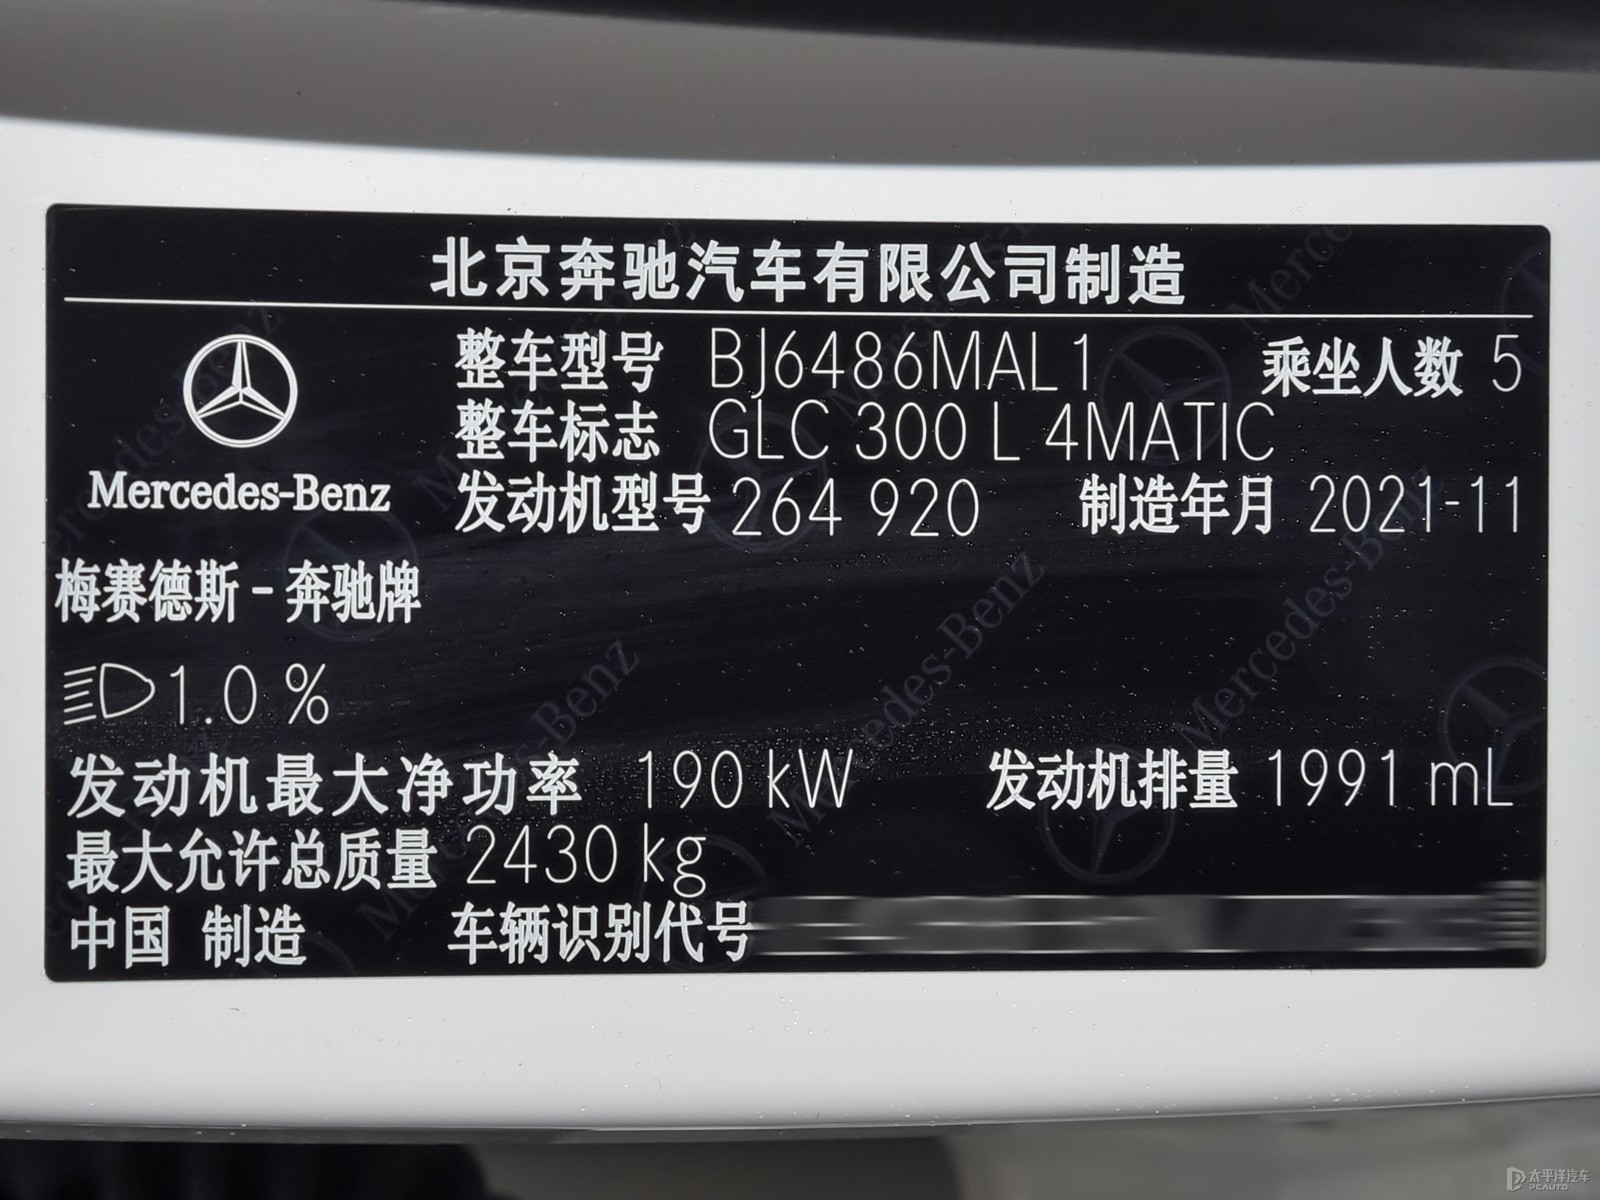 北京奔驰汽车有限公司制造
整车型号 BJ6486MAL1 乘坐人数 5
整车标志 GLC 300 L 4MATIC
Mercedes-Benz
发动机型号 264 920 制造年月 2021-11
梅赛德斯-奔驰牌
1.0 %
发动机最大净功率 190 kW 发动机排量 1991 mL
最大允许总质量 2430 kg
中国 制造 车辆识别代号
太平洋汽车
PCAUTO